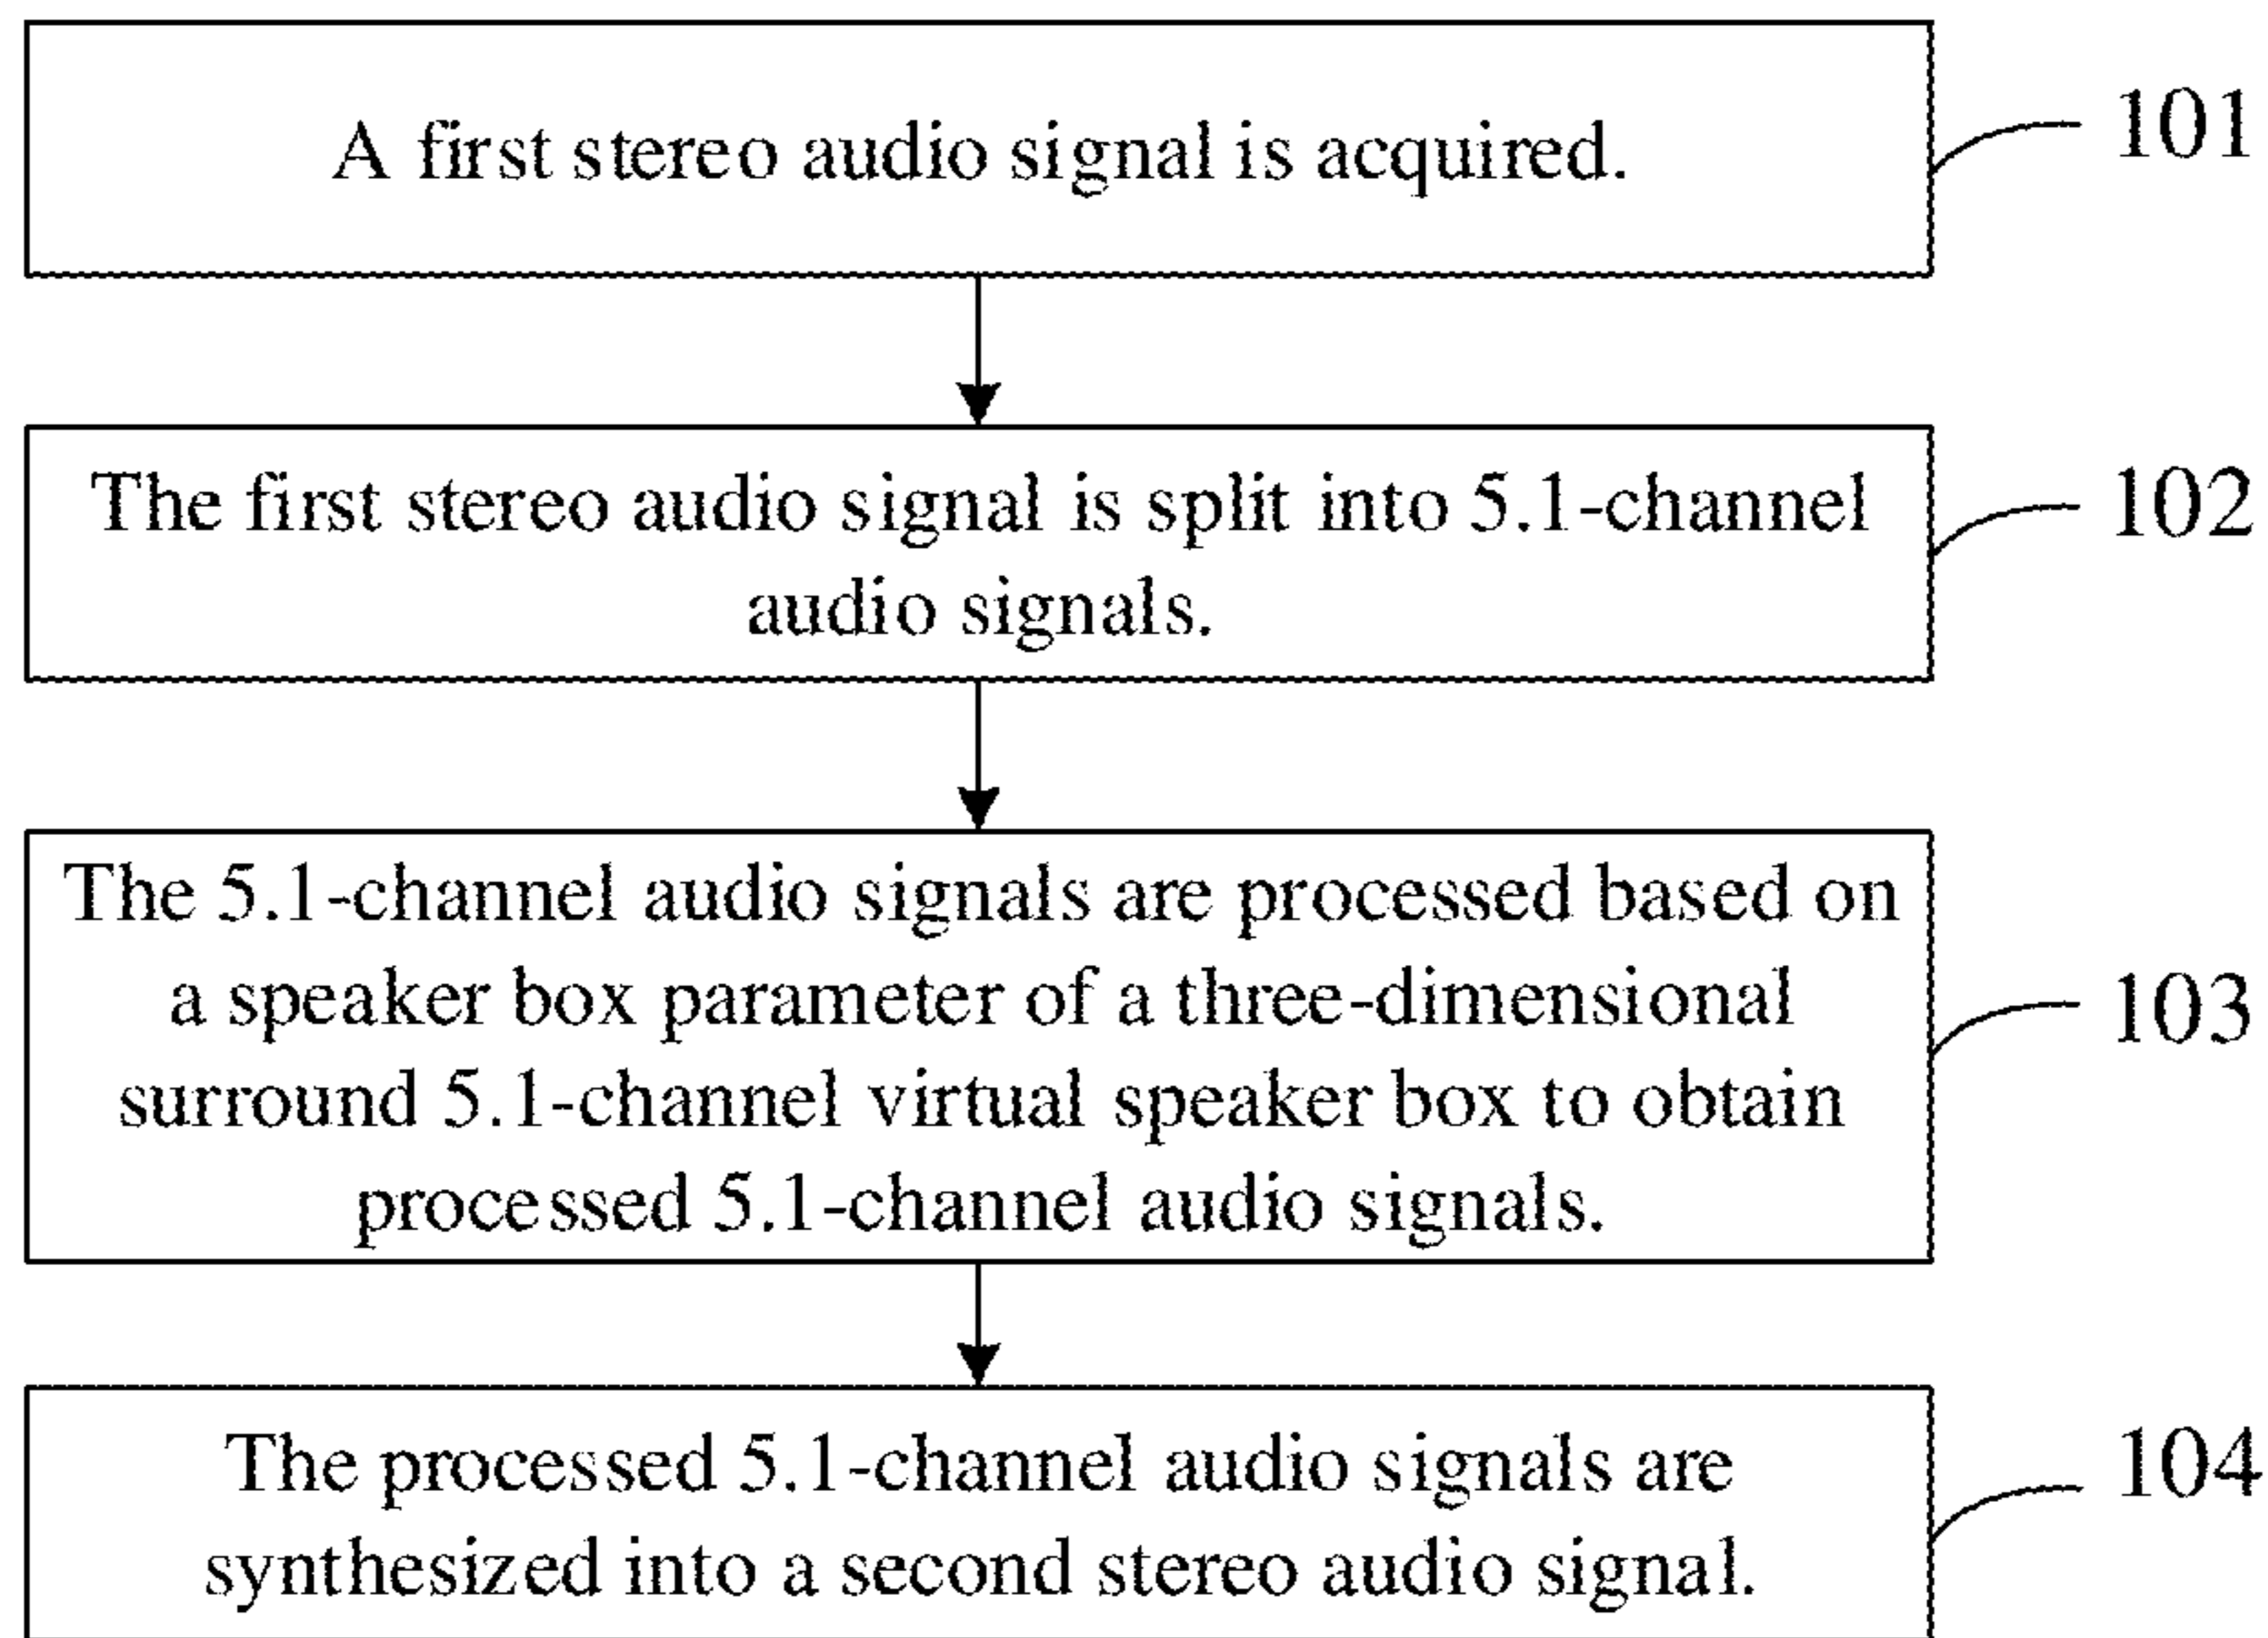 A first stereo audio signal is acquired.
101
The first stereo audio signal is split into 5.1-channel
audio signals.
102
The 5.1-channel audio signals are processed based on
a speaker box parameter of a three-dimensional
surround 5.1-channel virtual speaker box to obtain
processed 5.1-channel audio signals.
103
The processed 5.1-channel audio signals are
synthesized into a second stereo audio signal.
104